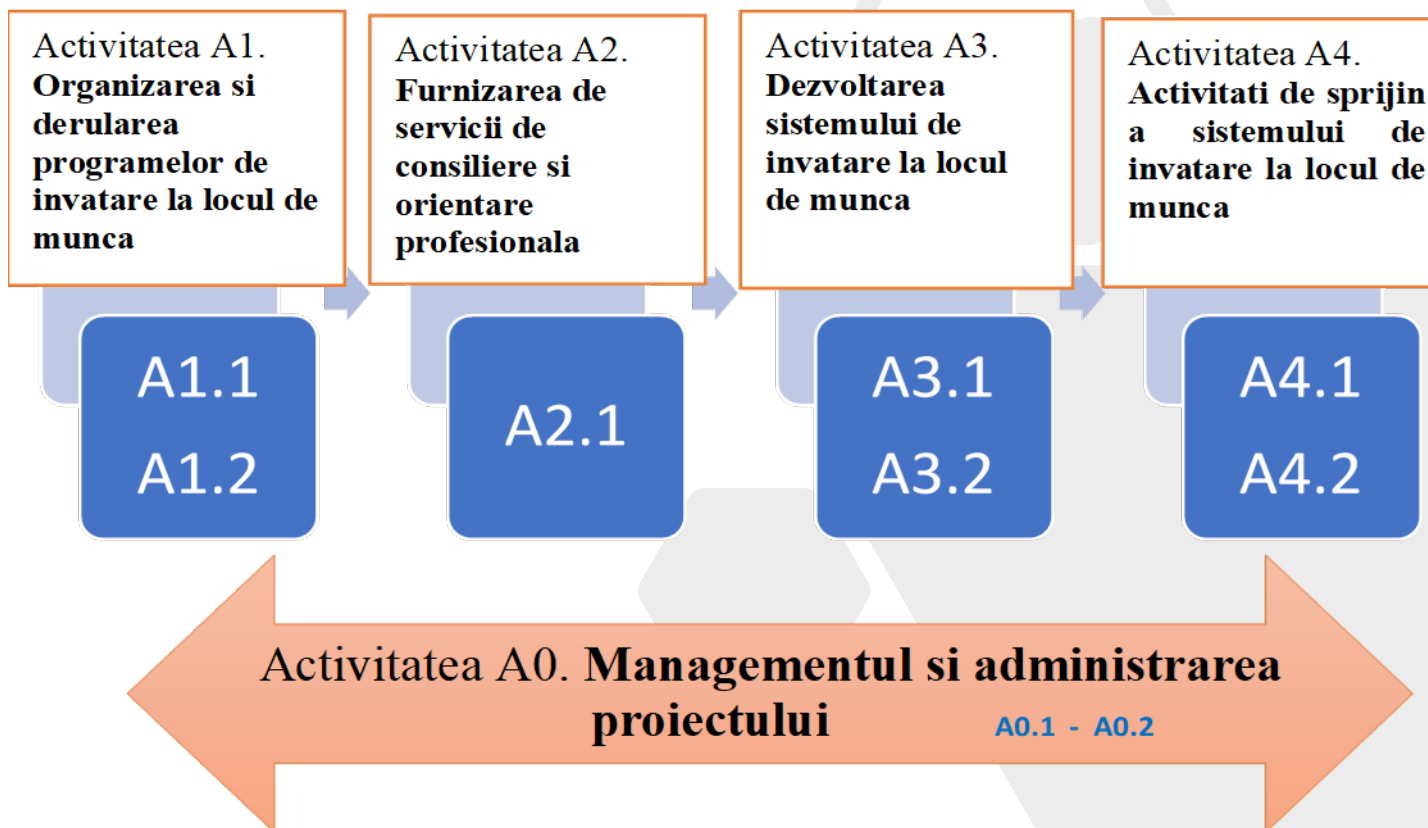 Activitatea A1.
Organizarea si
derularea
programelor de
invatare la locul de
munca
Activitatea A2.
Furnizarea de
servicii de
consiliere si
orientare
profesionala
Activitatea A3.
Dezvoltarea
sistemului de
invatare la locul
de munca
Activitatea A4.
Activitati de sprijin
a sistemului de
invatare la locul de
munca
A1.1
A1.2
A2.1
A3.1
A3.2
A4.1
A4.2
Activitatea A0. Managementul si administrarea
proiectului A0.1 - A0.2